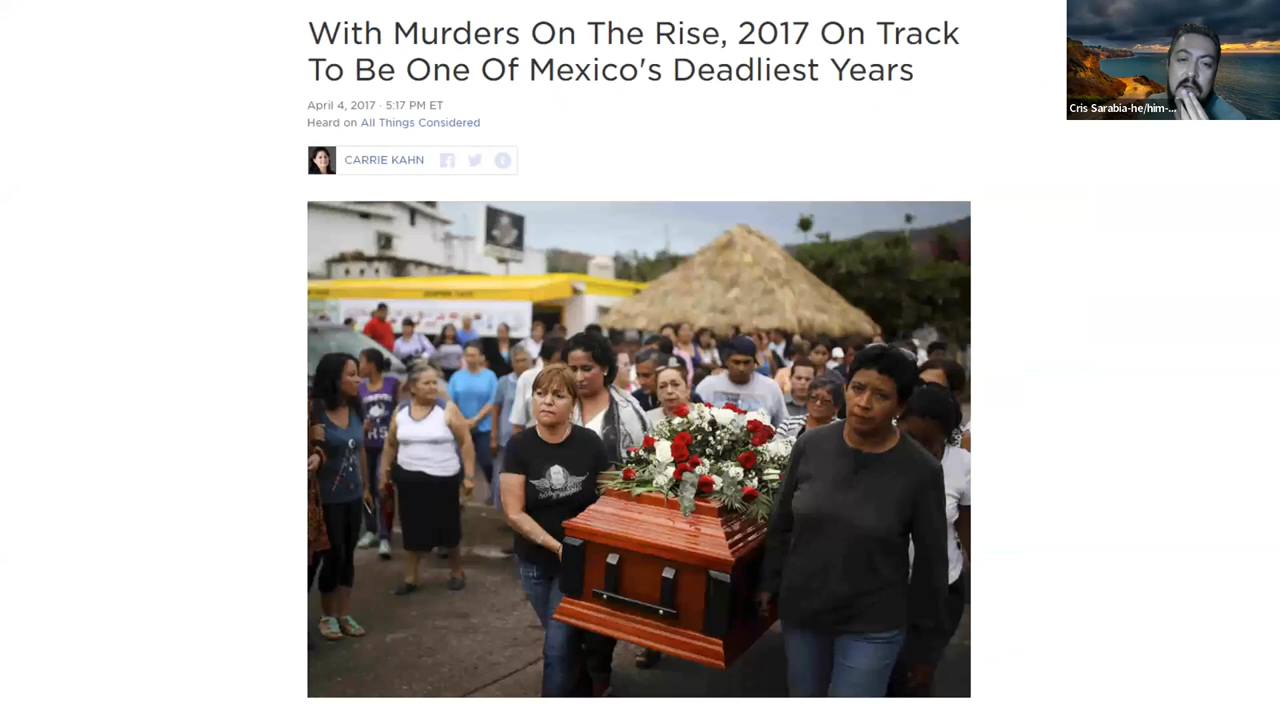 With Murders On The Rise, 2017 On Track
To Be One Of Mexico's Deadliest Years
April 4, 2017 · 5:17 PM ET
Heard on All Things Considered
CARRIE KAHN
Cris Sarabia-he/him-...